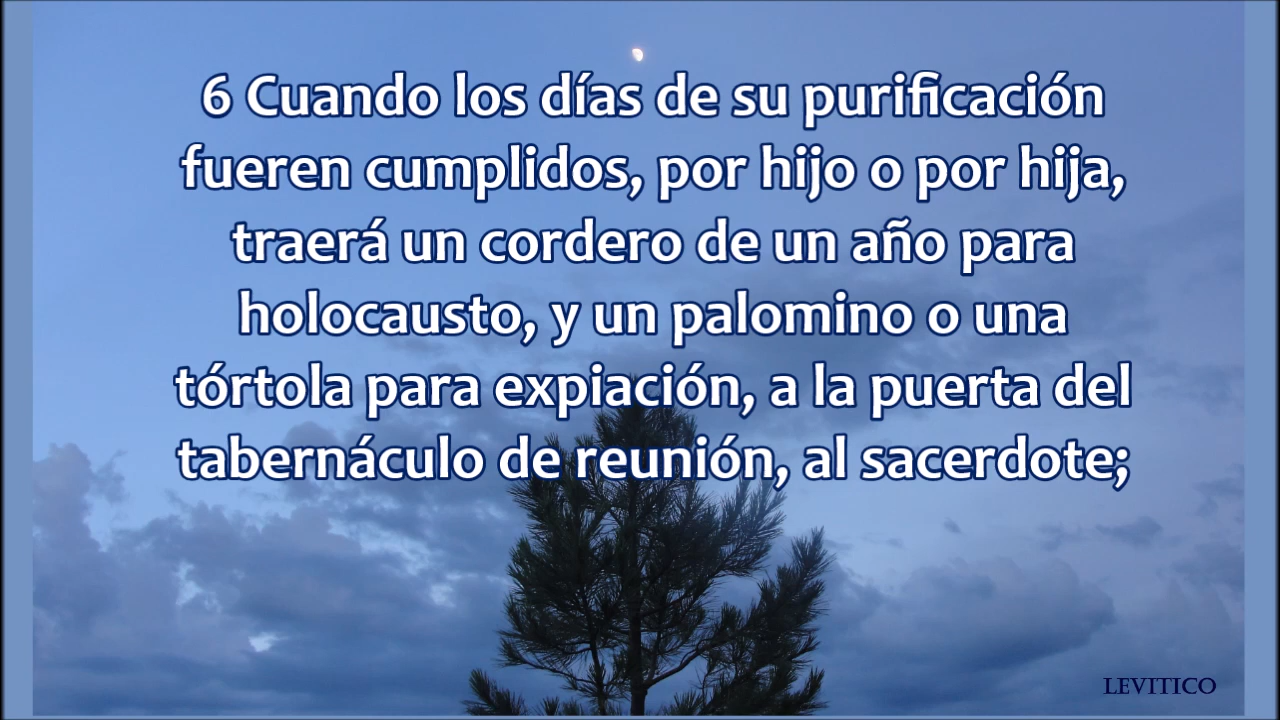 6 Cuando los días de su purificación
fueren cumplidos, por hijo o por hija,
traerá un cordero de un año para
holocausto, y un palomino o una
tórtola para expiación, a la puerta del
tabernáculo de reunión, al sacerdote;
LEVITICO